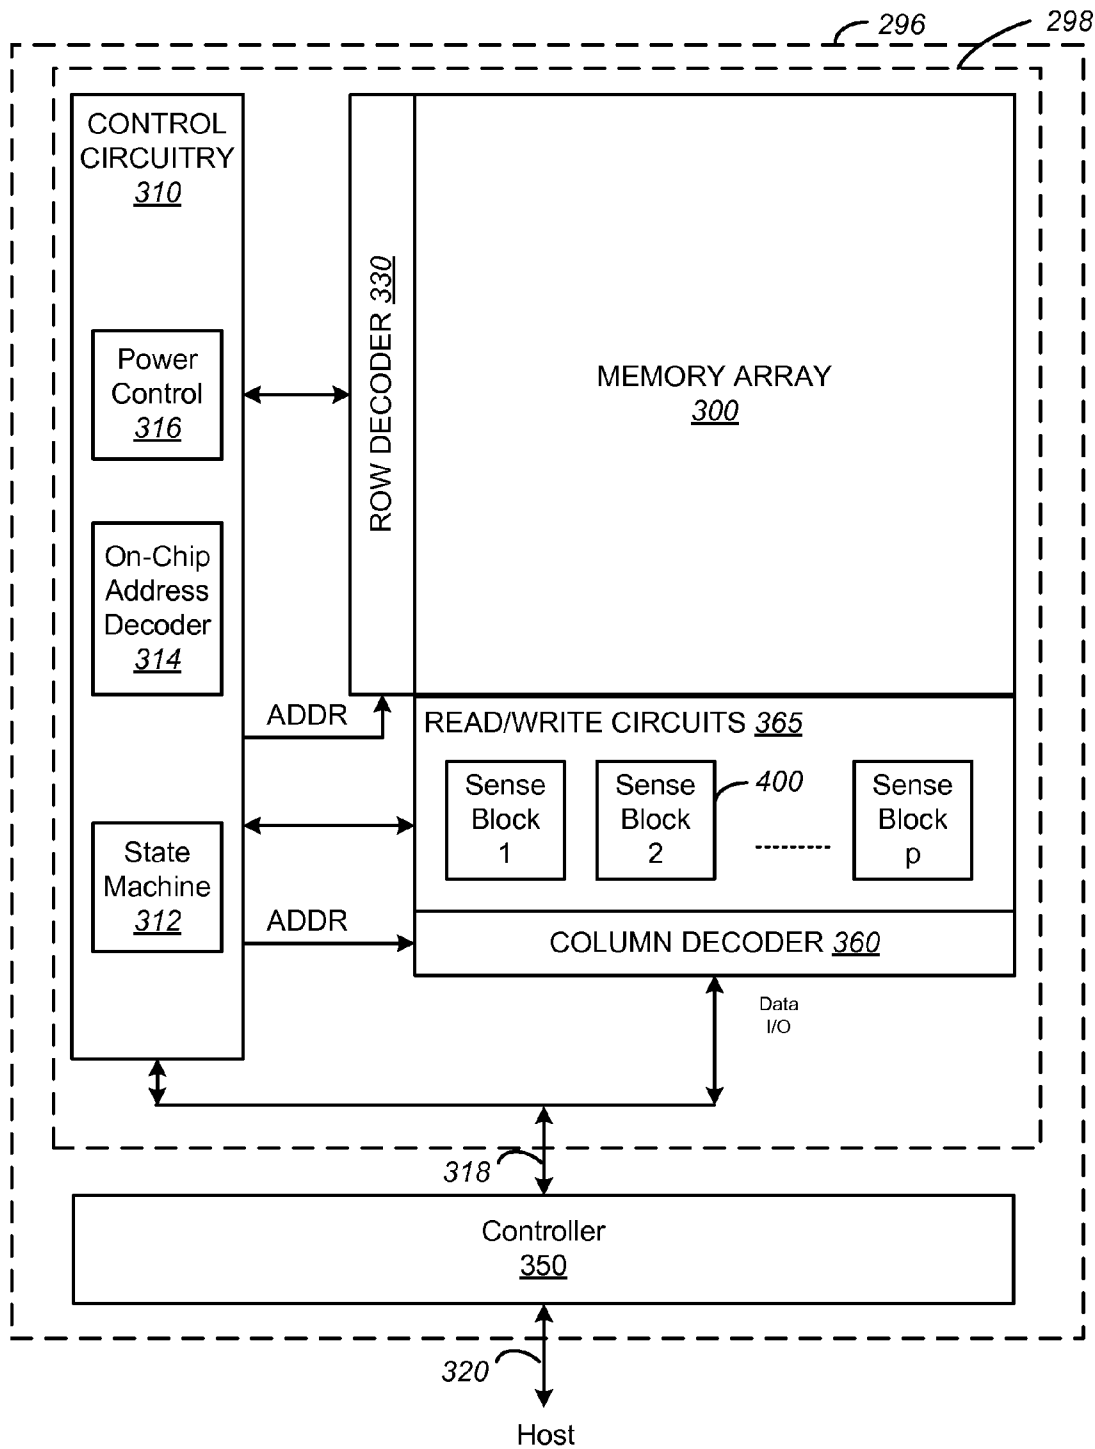 296
298
CONTROL
CIRCUITRY
310
Power
Control
316
On-Chip
Address
Decoder
314
State
Machine
312
ROW DECODER 330
MEMORY ARRAY
300
ADDR
READ/WRITE CIRCUITS 365
Sense
Block
1
Sense
Block
2
400
..........
Sense
Block
p
ADDR
COLUMN DECODER 360
Data
I/O
318
Controller
350
320
Host